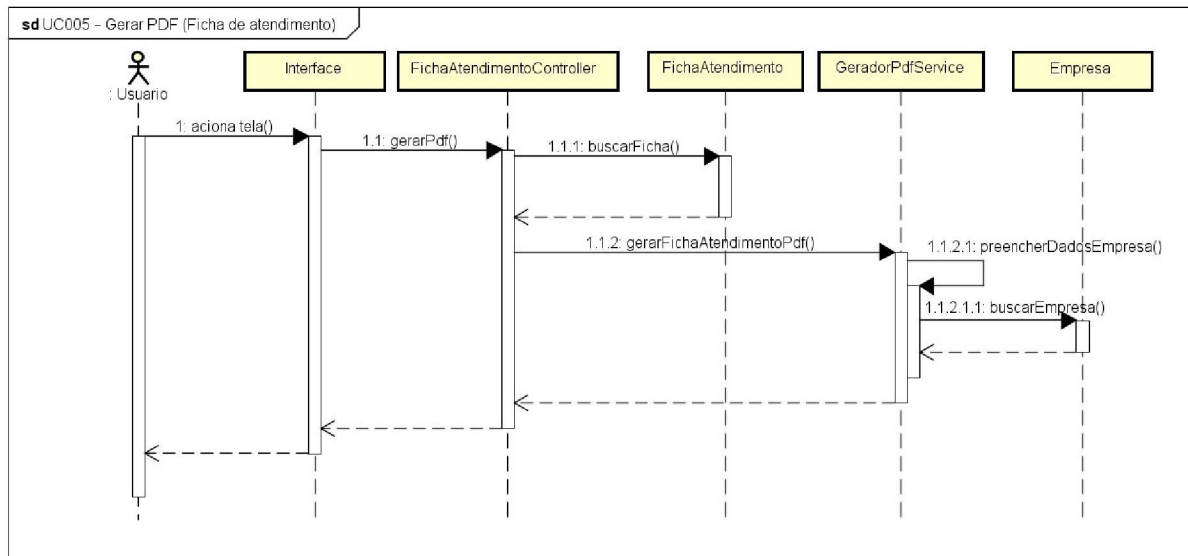 sd UC005 – Gerar PDF (Ficha de atendimento)
: Usuario
Interface
FichaAtendimentoController
FichaAtendimento
GeradorPdfService
Empresa
1: aciona tela()
1.1: gerarPdf()
1.1.1: buscarFicha()
1.1.2: gerarFichaAtendimentoPdf()
1.1.2.1: preencherDadosEmpresa()
1.1.2.1.1: buscarEmpresa()